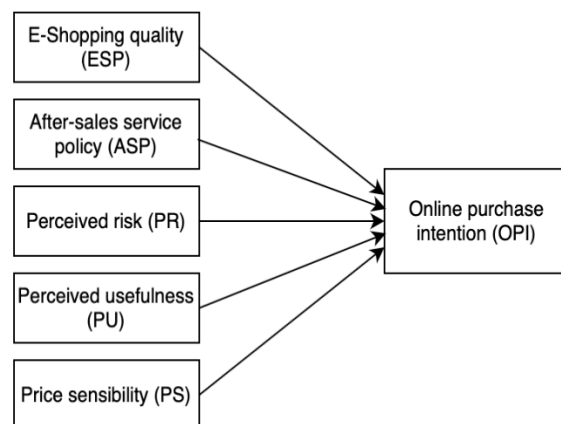 E-Shopping quality
(ESP)
After-sales service
policy (ASP)
Perceived risk (PR)
Perceived usefulness
(PU)
Price sensibility (PS)
Online purchase
intention (OPI)